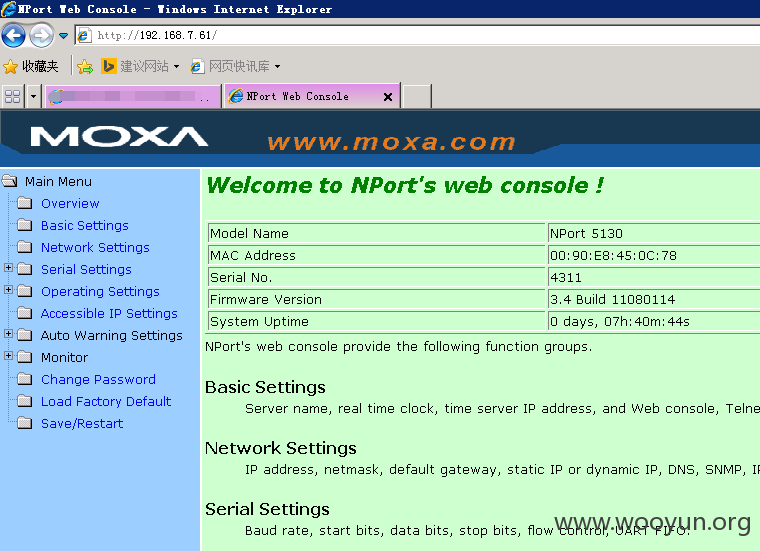 NPort Web Console - Windows Internet Explorer
http://192.168.7.61/
收藏夹 建议网站 网页快讯库
.. NPort Web Console
MOXA www.moxa.com
Main Menu
Overview
Basic Settings
Network Settings
Serial Settings
Operating Settings
Accessible IP Settings
Auto Warning Settings
Monitor
Change Password
Load Factory Default
Save/Restart
Welcome to NPort's web console !
Model Name NPort 5130
MAC Address 00:90:E8:45:0C:78
Serial No. 4311
Firmware Version 3.4 Build 11080114
System Uptime 0 days, 07h:40m:44s
NPort's web console provide the following function groups.
Basic Settings
Server name, real time clock, time server IP address, and Web console, Telne
Network Settings
IP address, netmask, default gateway, static IP or dynamic IP, DNS, SNMP, IP
Serial Settings
Baud rate, start bits, data bits, stop bits, flow control, UART FIFO.
www.wooyun.org